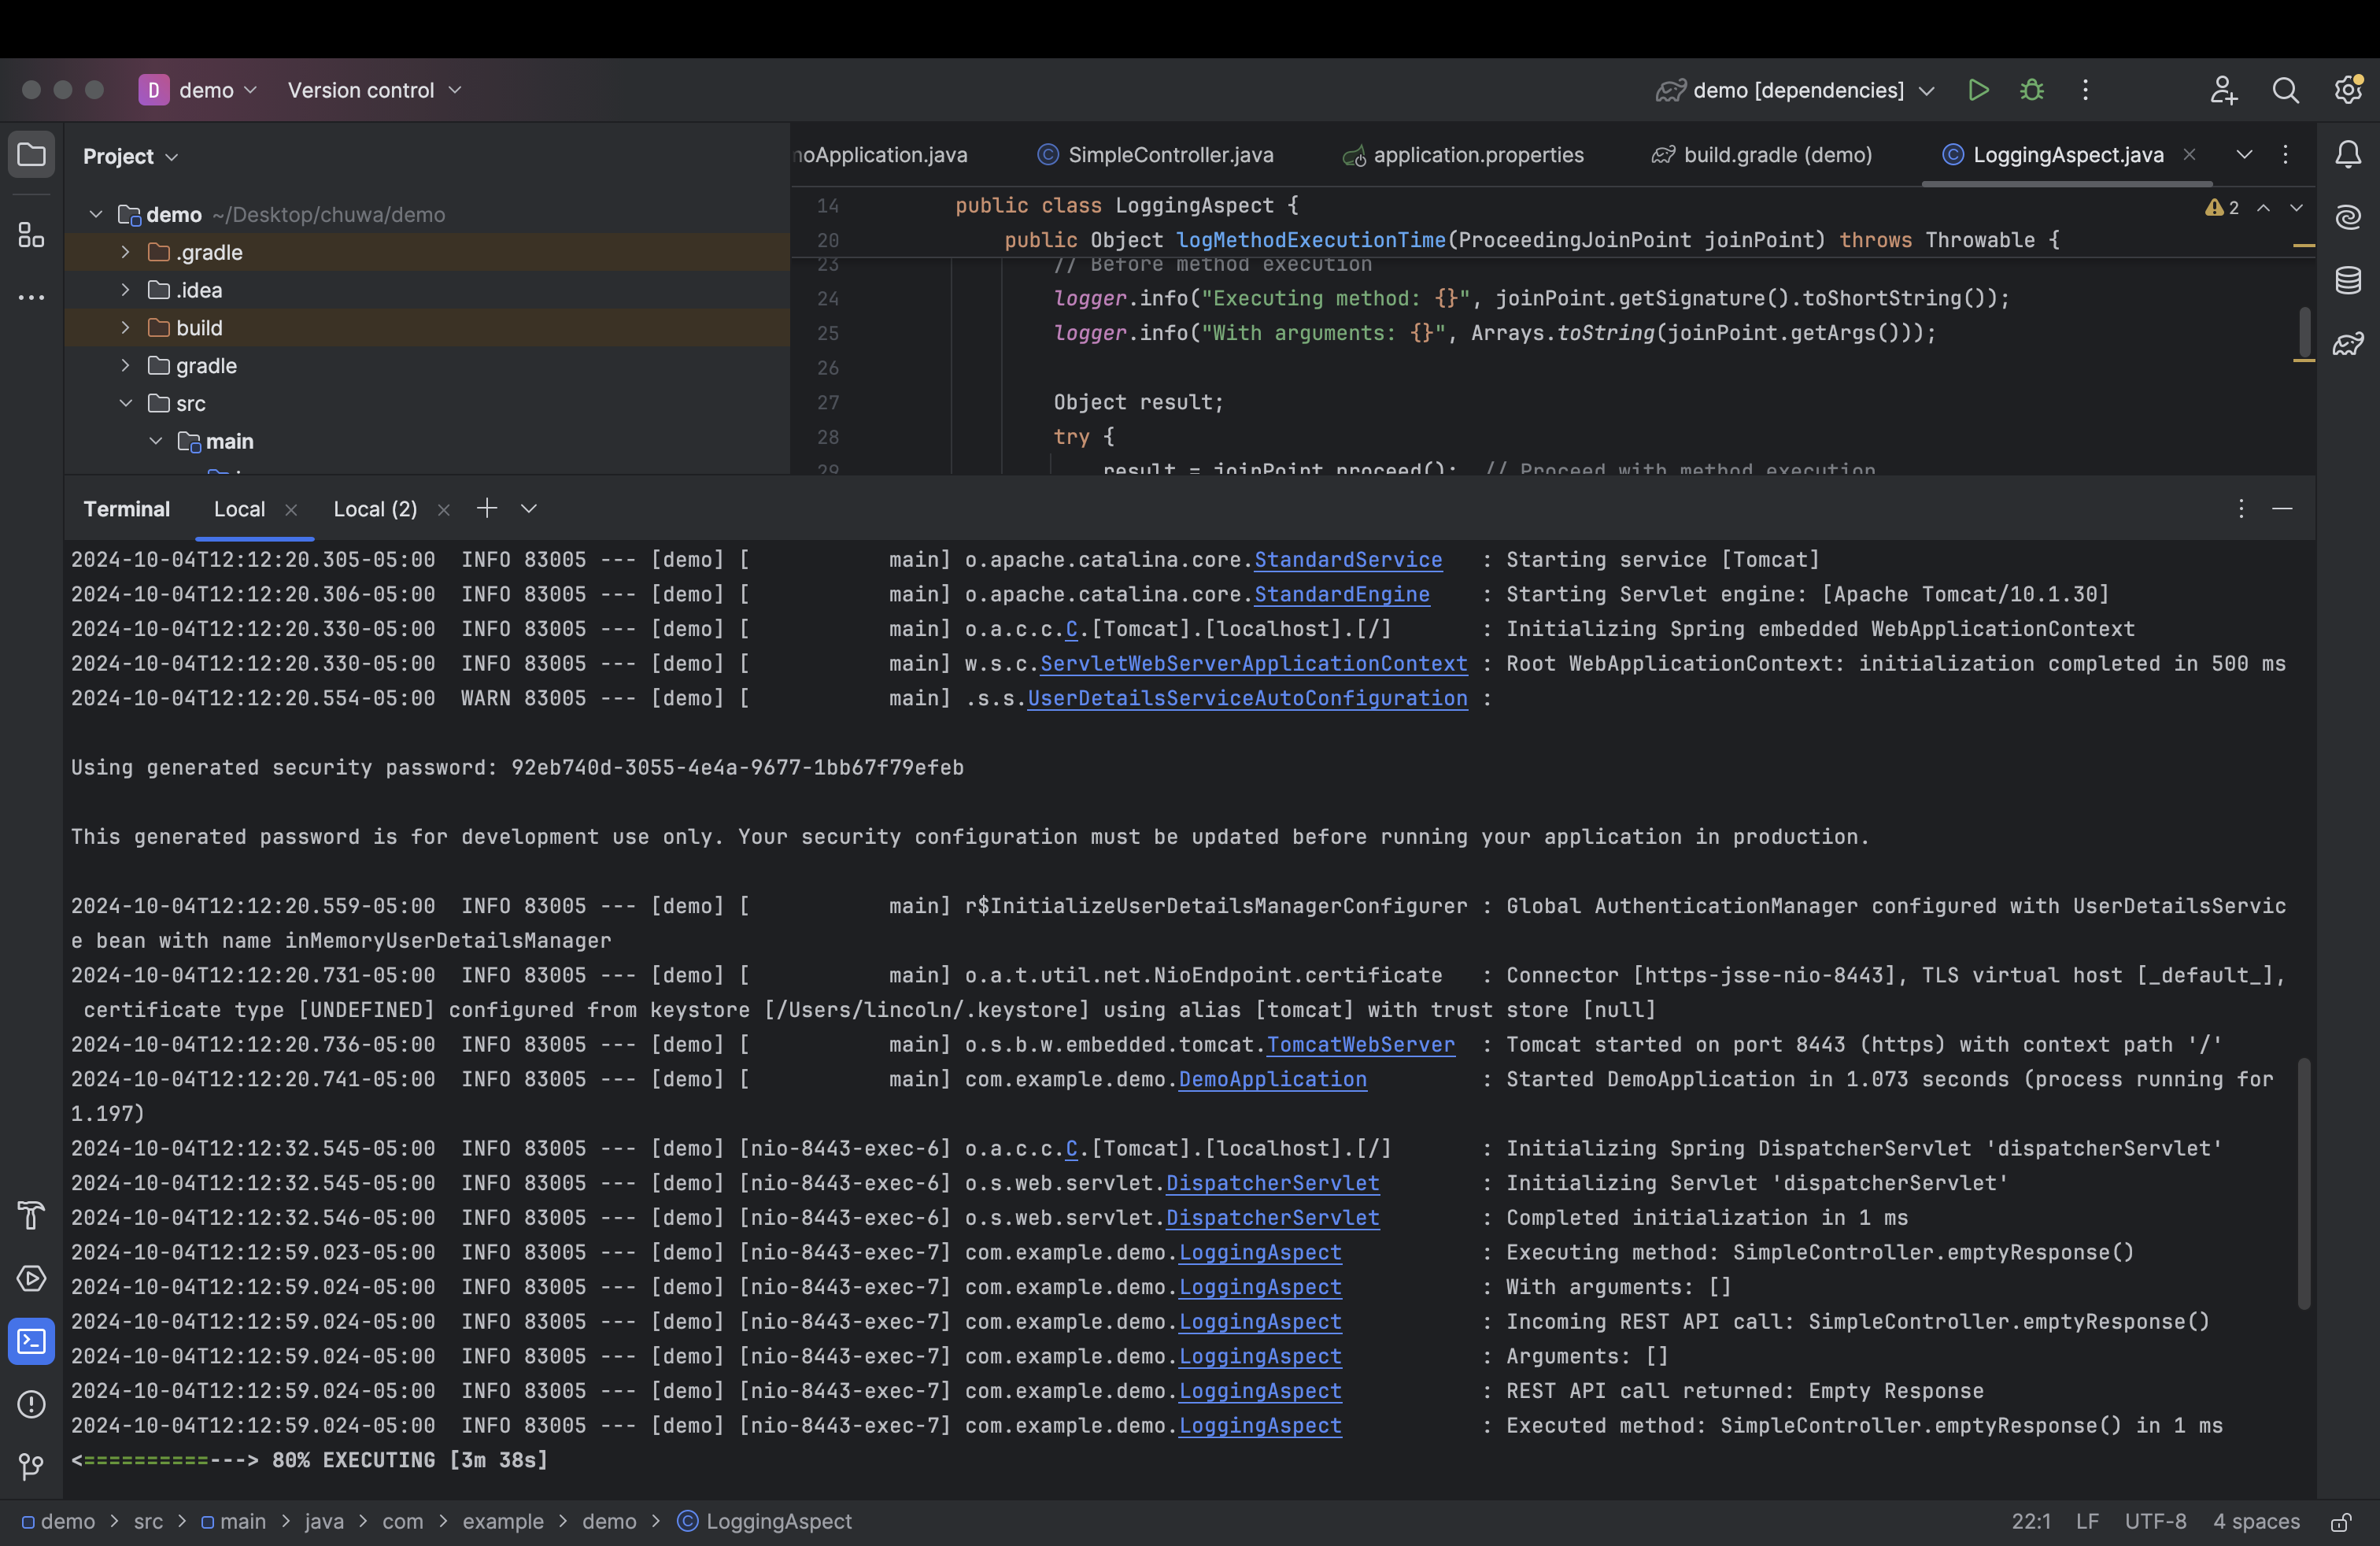 D demo Version control demo [dependencies]
Project
demo ~/Desktop/chuwa/demo
.gradle
.idea
build
gradle
src
main
noApplication.java SimpleController.java application.properties build.gradle (demo) LoggingAspect.java
14 public class LoggingAspect { 2
20 public Object logMethodExecutionTime(ProceedingJoinPoint joinPoint) throws Throwable {
23 // Before method execution
24 logger.info("Executing method: {}", joinPoint.getSignature().toShortString());
25 logger.info("With arguments: {}", Arrays.toString(joinPoint.getArgs()));
26
27 Object result;
28 try {
29 result = joinPoint.proceed(); // Proceed with method execution
Terminal Local Local (2)
2024-10-04T12:12:20.305-05:00 INFO 83005 --- [demo] [ main] o.apache.catalina.core.StandardService : Starting service [Tomcat]
2024-10-04T12:12:20.306-05:00 INFO 83005 --- [demo] [ main] o.apache.catalina.core.StandardEngine : Starting Servlet engine: [Apache Tomcat/10.1.30]
2024-10-04T12:12:20.330-05:00 INFO 83005 --- [demo] [ main] o.a.c.c.C.[Tomcat].[localhost].[/] : Initializing Spring embedded WebApplicationContext
2024-10-04T12:12:20.330-05:00 INFO 83005 --- [demo] [ main] w.s.c.ServletWebServerApplicationContext : Root WebApplicationContext: initialization completed in 500 ms
2024-10-04T12:12:20.554-05:00 WARN 83005 --- [demo] [ main] .s.s.UserDetailsServiceAutoConfiguration :
Using generated security password: 92eb740d-3055-4e4a-9677-1bb67f79efeb
This generated password is for development use only. Your security configuration must be updated before running your application in production.
2024-10-04T12:12:20.559-05:00 INFO 83005 --- [demo] [ main] r$InitializeUserDetailsManagerConfigurer : Global AuthenticationManager configured with UserDetailsServic
e bean with name inMemoryUserDetailsManager
2024-10-04T12:12:20.731-05:00 INFO 83005 --- [demo] [ main] o.a.t.util.net.NioEndpoint.certificate : Connector [https-jsse-nio-8443], TLS virtual host [_default_],
certificate type [UNDEFINED] configured from keystore [/Users/lincoln/.keystore] using alias [tomcat] with trust store [null]
2024-10-04T12:12:20.736-05:00 INFO 83005 --- [demo] [ main] o.s.b.w.embedded.tomcat.TomcatWebServer : Tomcat started on port 8443 (https) with context path '/'
2024-10-04T12:12:20.741-05:00 INFO 83005 --- [demo] [ main] com.example.demo.DemoApplication : Started DemoApplication in 1.073 seconds (process running for
1.197)
2024-10-04T12:12:32.545-05:00 INFO 83005 --- [demo] [nio-8443-exec-6] o.a.c.c.C.[Tomcat].[localhost].[/] : Initializing Spring DispatcherServlet 'dispatcherServlet'
2024-10-04T12:12:32.545-05:00 INFO 83005 --- [demo] [nio-8443-exec-6] o.s.web.servlet.DispatcherServlet : Initializing Servlet 'dispatcherServlet'
2024-10-04T12:12:32.546-05:00 INFO 83005 --- [demo] [nio-8443-exec-6] o.s.web.servlet.DispatcherServlet : Completed initialization in 1 ms
2024-10-04T12:12:59.023-05:00 INFO 83005 --- [demo] [nio-8443-exec-7] com.example.demo.LoggingAspect : Executing method: SimpleController.emptyResponse()
2024-10-04T12:12:59.024-05:00 INFO 83005 --- [demo] [nio-8443-exec-7] com.example.demo.LoggingAspect : With arguments: []
2024-10-04T12:12:59.024-05:00 INFO 83005 --- [demo] [nio-8443-exec-7] com.example.demo.LoggingAspect : Incoming REST API call: SimpleController.emptyResponse()
2024-10-04T12:12:59.024-05:00 INFO 83005 --- [demo] [nio-8443-exec-7] com.example.demo.LoggingAspect : Arguments: []
2024-10-04T12:12:59.024-05:00 INFO 83005 --- [demo] [nio-8443-exec-7] com.example.demo.LoggingAspect : REST API call returned: Empty Response
2024-10-04T12:12:59.024-05:00 INFO 83005 --- [demo] [nio-8443-exec-7] com.example.demo.LoggingAspect : Executed method: SimpleController.emptyResponse() in 1 ms
<==========---> 80% EXECUTING [3m 38s]
demo > src > main > java > com > example > demo > LoggingAspect 22:1 LF UTF-8 4 spaces